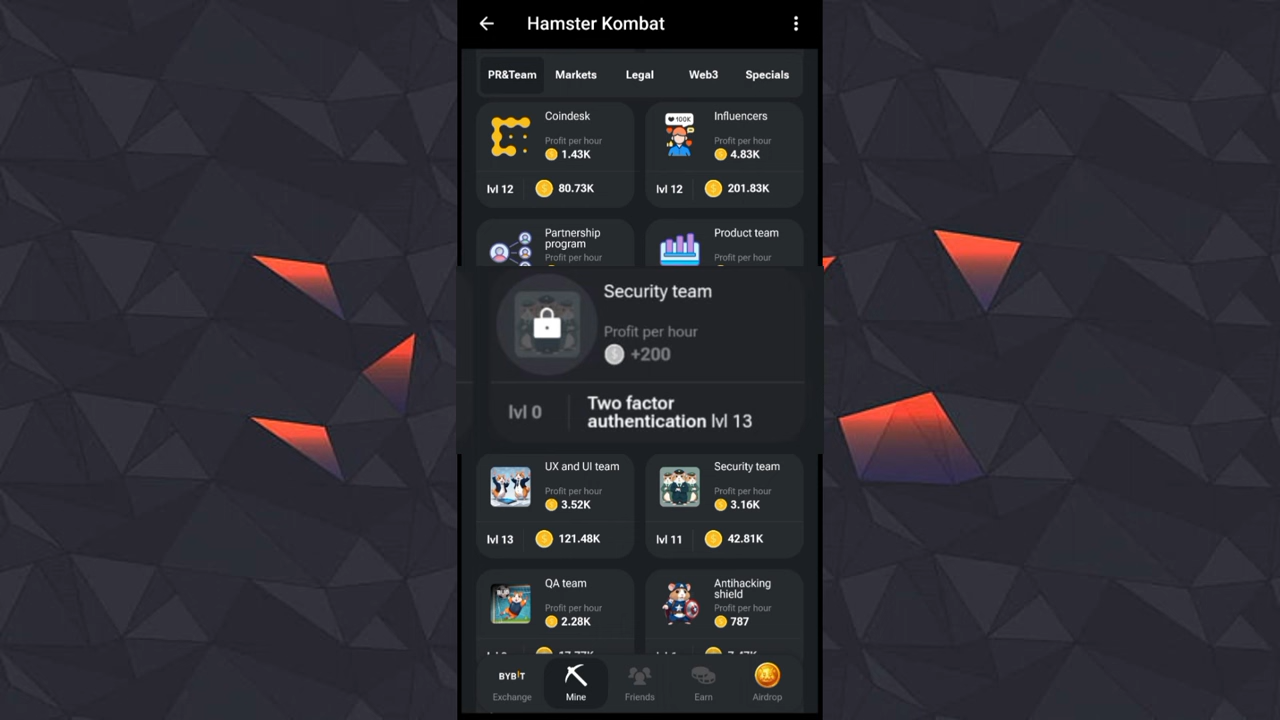 Hamster Kombat
PR&Team
Markets
Legal
Web3
Specials
Coindesk
Profit per hour
1.43K
lvl 12
80.73K
100K
Influencers
Profit per hour
4.83K
lvl 12
201.83K
Partnership
program
Profit per hour
Product team
Profit per hour
Security team
Profit per hour
+200
lvl 0
Two factor
authentication lvl 13
UX and UI team
Profit per hour
3.52K
lvl 13
121.48K
Security team
Profit per hour
3.16K
lvl 11
42.81K
QA team
Profit per hour
2.28K
Antihacking
shield
Profit per hour
787
BYBIT
Exchange
Mine
Friends
Earn
Airdrop